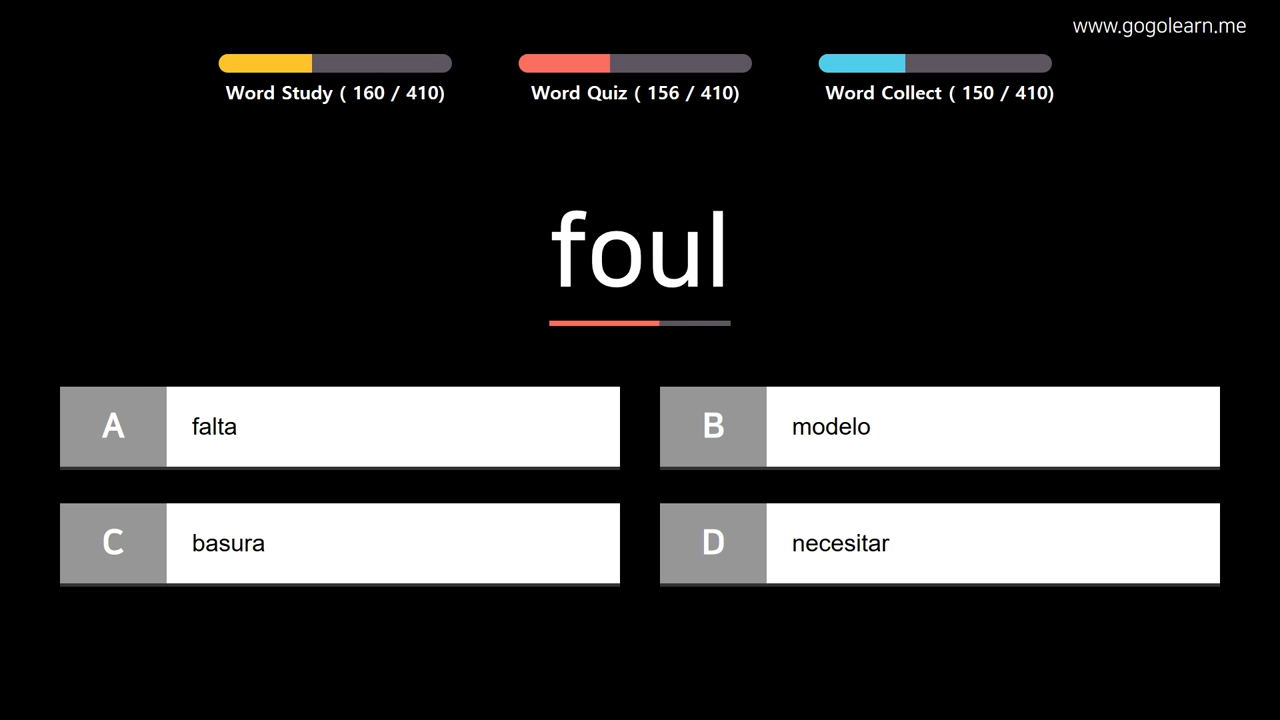 www.gogolearn.me
Word Study ( 160 / 410)
Word Quiz ( 156 / 410)
Word Collect ( 150 / 410)
foul
A falta
B modelo
C basura
D necesitar